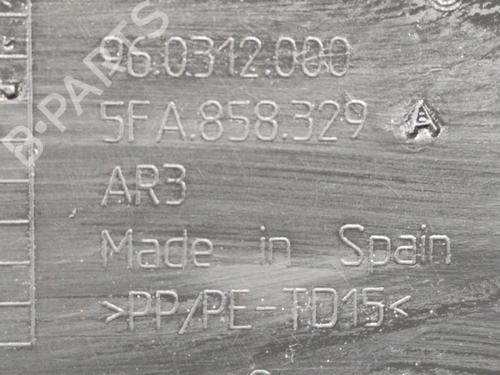 B-PARTS
96.0312.000
5FA.858.329 A
AR3
Made in Spain
>PP/PE-TD15<